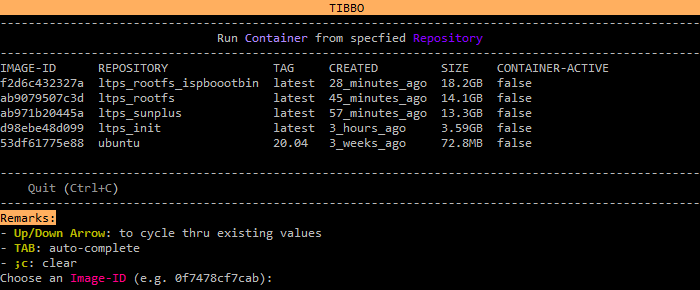 TIBBO
Run Container from specfied Repository
IMAGE-ID REPOSITORY TAG CREATED SIZE CONTAINER-ACTIVE
f2d6c432327a ltps_rootfs_ispboootbin latest 28_minutes_ago 18.2GB false
ab9079507c3d ltps_rootfs latest 45_minutes_ago 14.1GB false
ab971b20445a ltps_sunplus latest 57_minutes_ago 13.3GB false
d98ebe48d099 ltps_init latest 3_hours_ago 3.59GB false
53df61775e88 ubuntu 20.04 3_weeks_ago 72.8MB false
Quit (Ctrl+C)
Remarks:
- Up/Down Arrow: to cycle thru existing values
- TAB: auto-complete
- ;c: clear
Choose an Image-ID (e.g. 0f7478cf7cab):